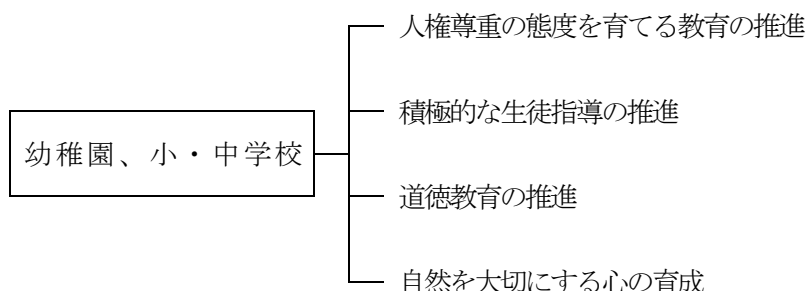 人権尊重の態度を育てる教育の推進
積極的な生徒指導の推進
幼稚園、小・中学校
道徳教育の推進
自然を大切にする心の育成